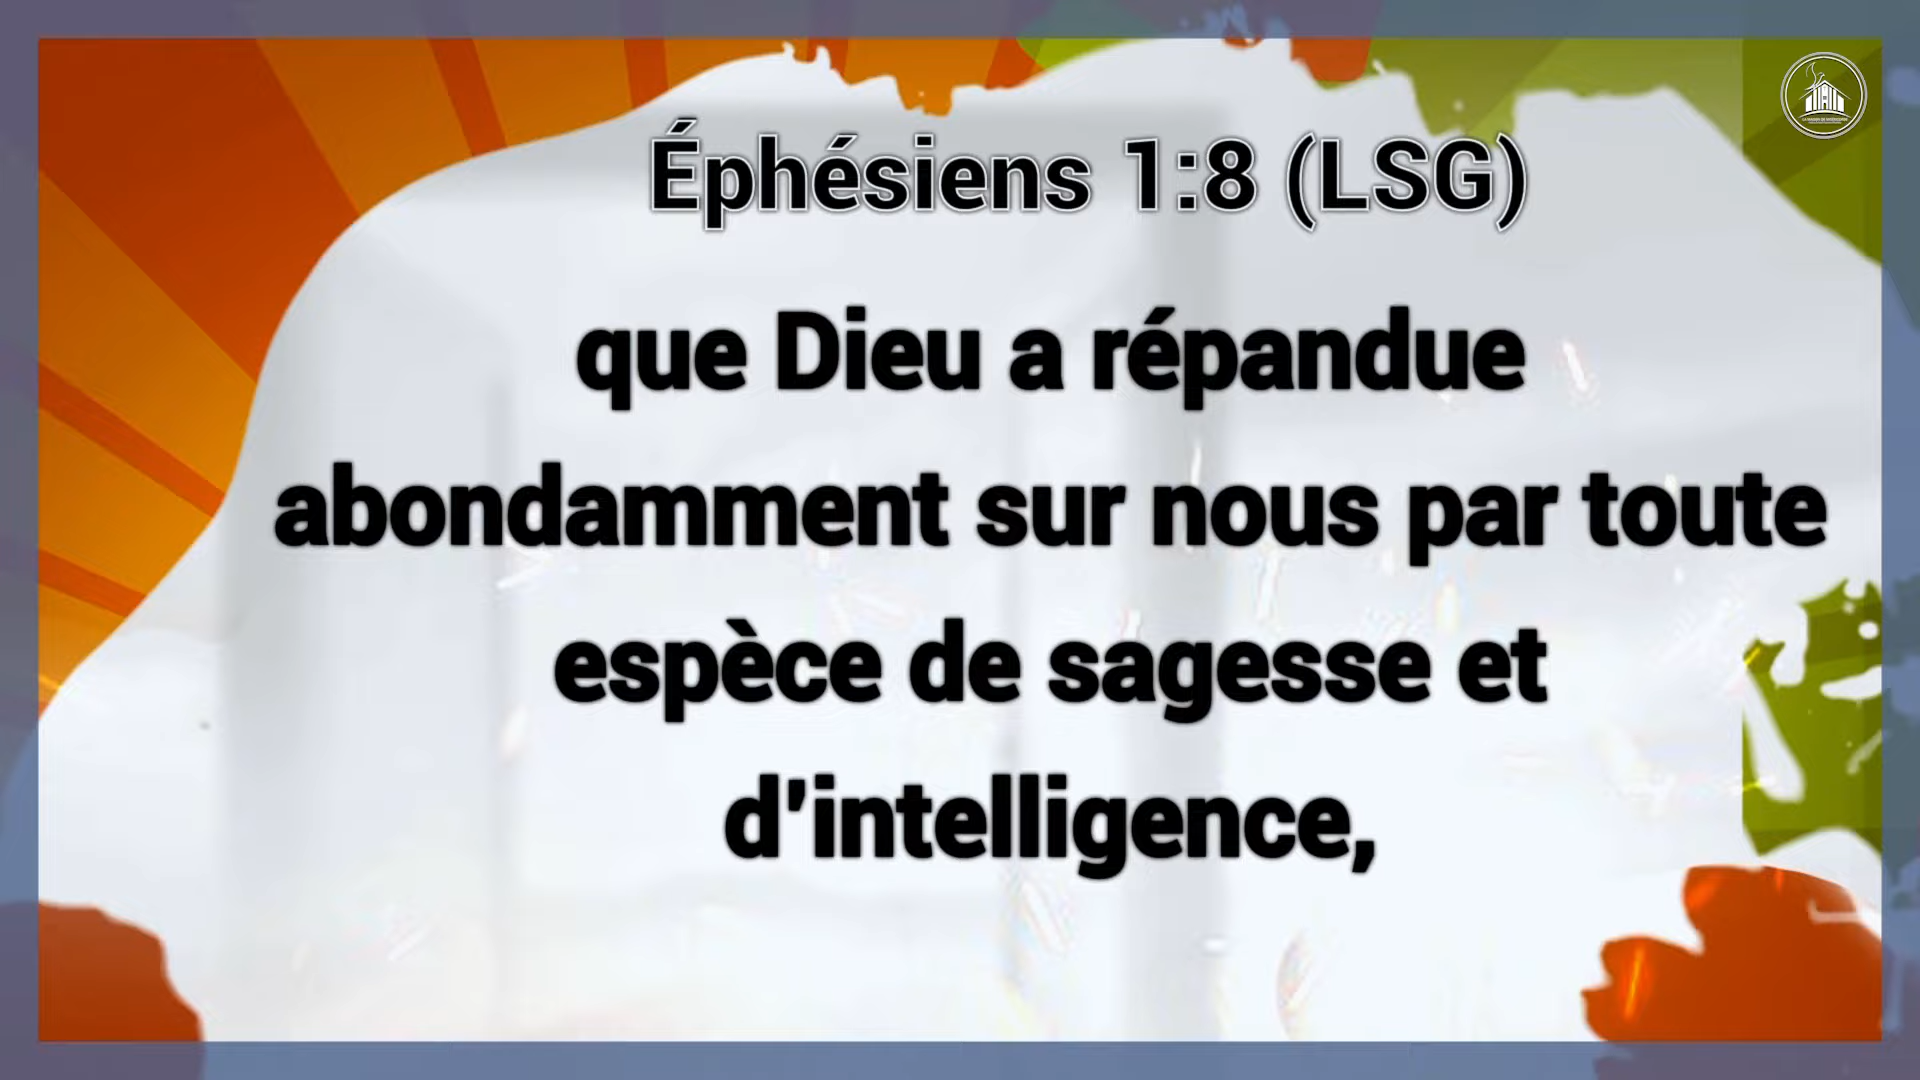 Éphésiens 1:8 (LSG)
que Dieu a répandue
abondamment sur nous par toute
espèce de sagesse et
d'intelligence,